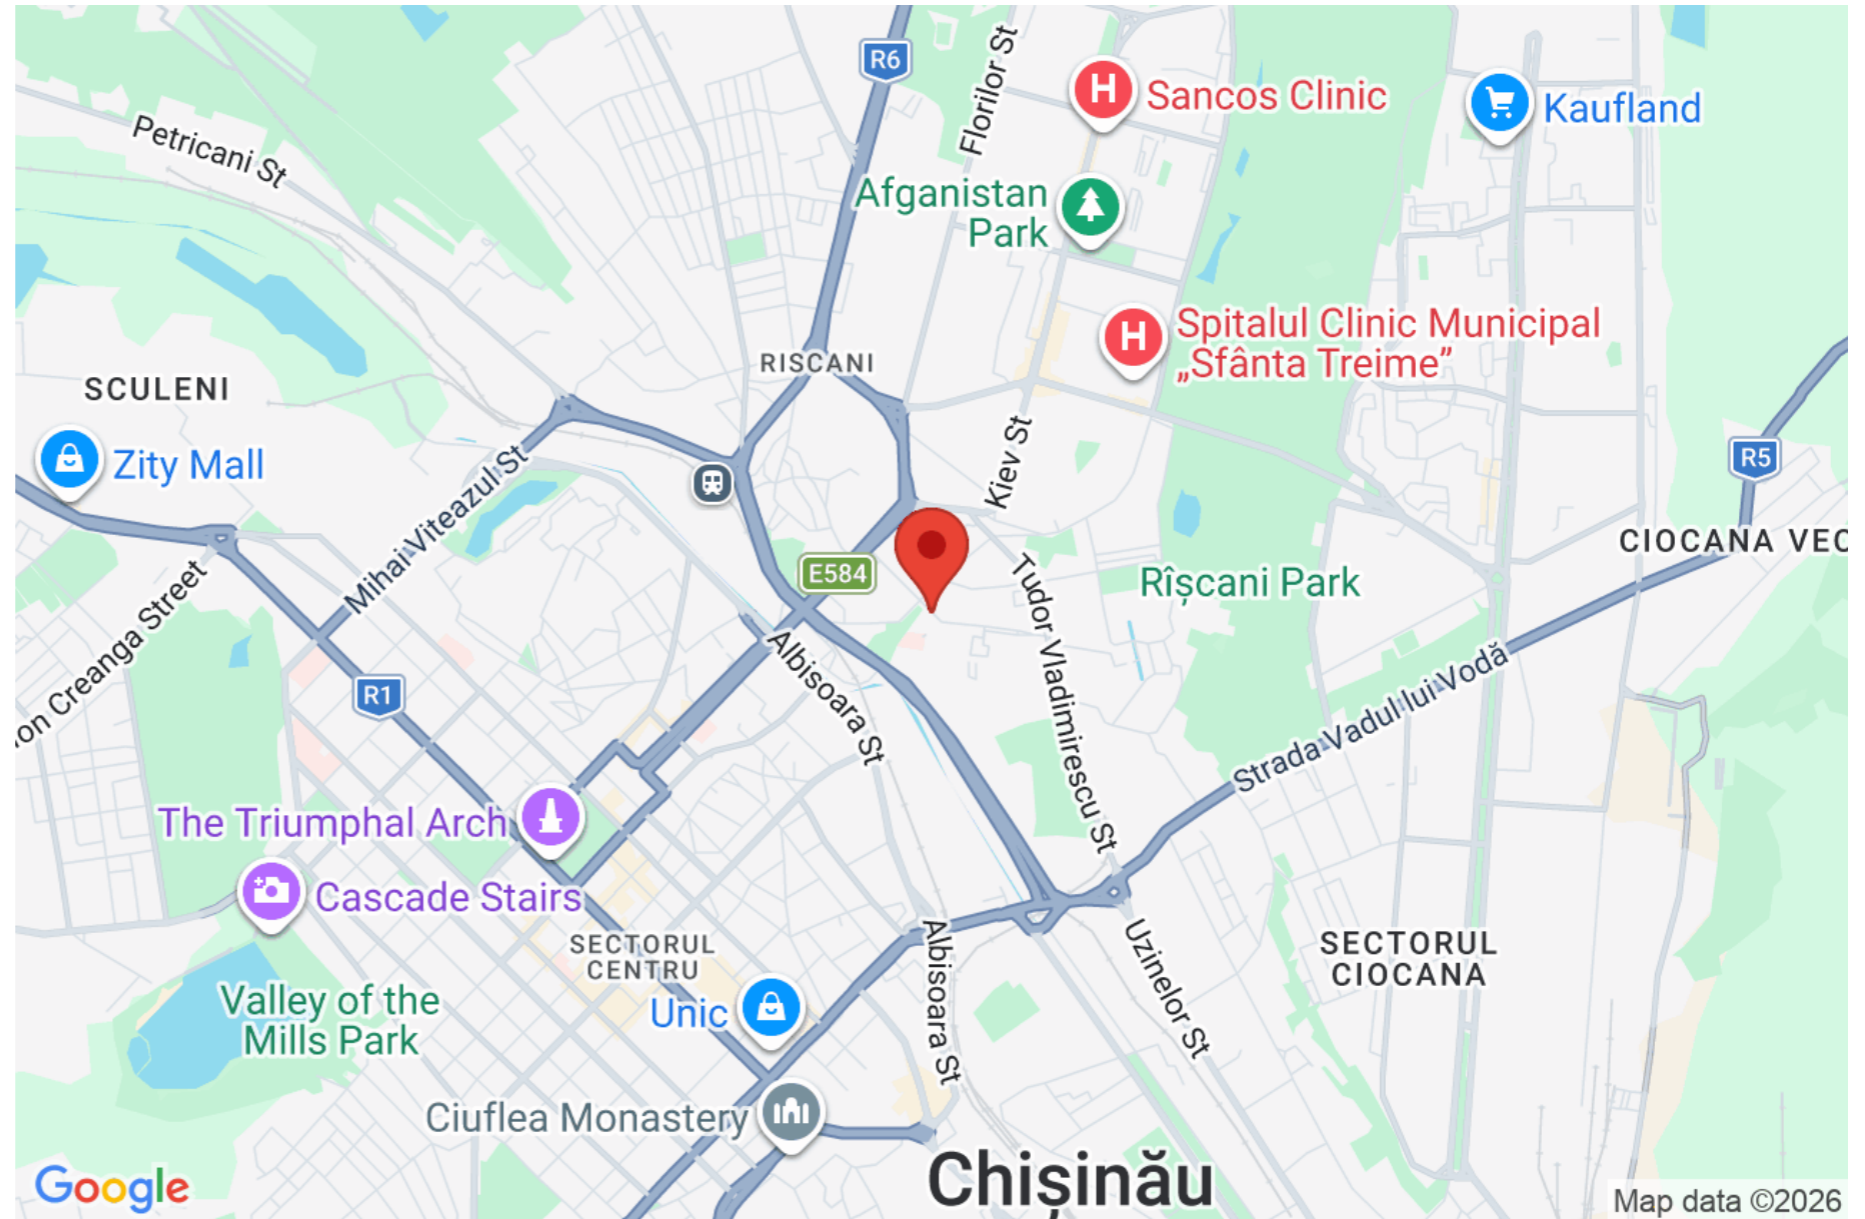 R6
Florilor St
Sancos Clinic
Kaufland
Petricani St
Afganistan
Park
Spitalul Clinic Municipal
„Sfânta Treime”
RISCANI
SCULENI
Zity Mall
Mihai Viteazul St
Kiev St
R5
CIOCANA VEC
E584
Tudor Vladimirescu St
Rîșcani Park
Ion Creanga Street
R1
Albisoara St
Strada Vadul lui Vodă
The Triumphal Arch
Cascade Stairs
SECTORUL
CENTRU
Albisoara St
Uzinelor St
SECTORUL
CIOCANA
Valley of the
Mills Park
Unic
Ciuflea Monastery
Chișinău
Google
Map data ©2026